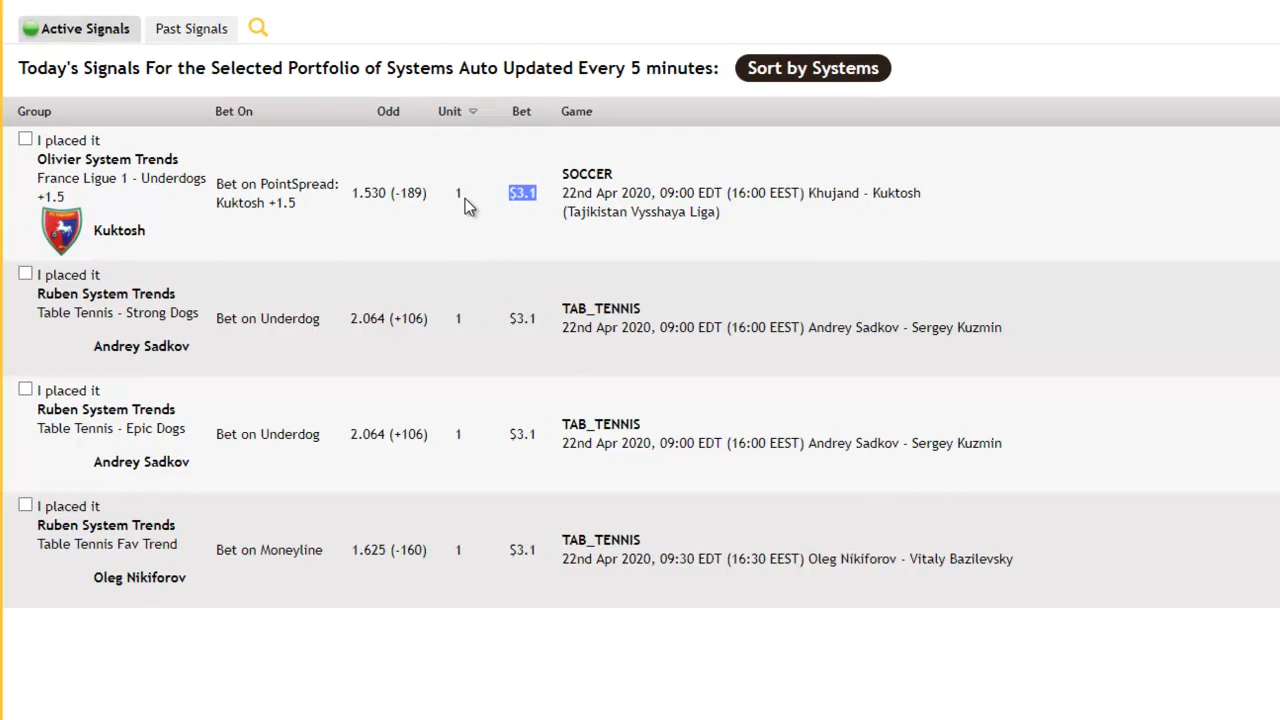 Active Signals
Past Signals
Today's Signals For the Selected Portfolio of Systems Auto Updated Every 5 minutes:
Sort by Systems
Group
Bet On
Odd
Unit
Bet
Game
I placed it
Olivier System Trends
France Ligue 1 - Underdogs
+1.5
Kuktosh
Bet on PointSpread:
Kuktosh +1.5
1.530 (-189)
1
$3.1
SOCCER
22nd Apr 2020, 09:00 EDT (16:00 EEST) Khujand - Kuktosh
(Tajikistan Vysshaya Liga)
I placed it
Ruben System Trends
Table Tennis - Strong Dogs
Andrey Sadkov
Bet on Underdog
2.064 (+106)
1
$3.1
TAB_TENNIS
22nd Apr 2020, 09:00 EDT (16:00 EEST) Andrey Sadkov - Sergey Kuzmin
I placed it
Ruben System Trends
Table Tennis - Epic Dogs
Andrey Sadkov
Bet on Underdog
2.064 (+106)
1
$3.1
TAB_TENNIS
22nd Apr 2020, 09:00 EDT (16:00 EEST) Andrey Sadkov - Sergey Kuzmin
I placed it
Ruben System Trends
Table Tennis Fav Trend
Oleg Nikiforov
Bet on Moneyline
1.625 (-160)
1
$3.1
TAB_TENNIS
22nd Apr 2020, 09:30 EDT (16:30 EEST) Oleg Nikiforov - Vitaly Bazilevsky